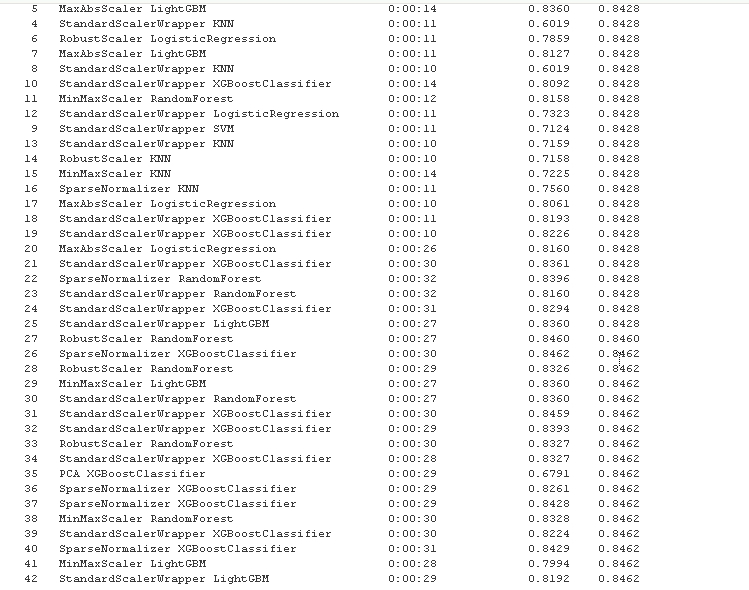 5 MaxAbsScaler LightGBM 0:00:14 0.8360 0.8428
4 StandardScalerWrapper KNN 0:00:11 0.6019 0.8428
6 RobustScaler LogisticRegression 0:00:11 0.7859 0.8428
7 MaxAbsScaler LightGBM 0:00:11 0.8127 0.8428
8 StandardScalerWrapper KNN 0:00:10 0.6019 0.8428
10 StandardScalerWrapper XGBoostClassifier 0:00:14 0.8092 0.8428
11 MinMaxScaler RandomForest 0:00:12 0.8158 0.8428
12 StandardScalerWrapper LogisticRegression 0:00:11 0.7323 0.8428
9 StandardScalerWrapper SVM 0:00:11 0.7124 0.8428
13 StandardScalerWrapper KNN 0:00:10 0.7159 0.8428
14 RobustScaler KNN 0:00:10 0.7158 0.8428
15 MinMaxScaler KNN 0:00:14 0.7225 0.8428
16 SparseNormalizer KNN 0:00:11 0.7560 0.8428
17 MaxAbsScaler LogisticRegression 0:00:10 0.8061 0.8428
18 StandardScalerWrapper XGBoostClassifier 0:00:11 0.8193 0.8428
19 StandardScalerWrapper XGBoostClassifier 0:00:10 0.8226 0.8428
20 MaxAbsScaler LogisticRegression 0:00:26 0.8160 0.8428
21 StandardScalerWrapper XGBoostClassifier 0:00:30 0.8361 0.8428
22 SparseNormalizer RandomForest 0:00:32 0.8396 0.8428
23 StandardScalerWrapper RandomForest 0:00:32 0.8160 0.8428
24 StandardScalerWrapper XGBoostClassifier 0:00:31 0.8294 0.8428
25 StandardScalerWrapper LightGBM 0:00:27 0.8360 0.8428
27 RobustScaler RandomForest 0:00:27 0.8460 0.8460
26 SparseNormalizer XGBoostClassifier 0:00:30 0.8462 0.8462
28 RobustScaler RandomForest 0:00:29 0.8326 0.8462
29 MinMaxScaler LightGBM 0:00:27 0.8360 0.8462
30 StandardScalerWrapper RandomForest 0:00:27 0.8360 0.8462
31 StandardScalerWrapper XGBoostClassifier 0:00:30 0.8459 0.8462
32 StandardScalerWrapper XGBoostClassifier 0:00:29 0.8393 0.8462
33 RobustScaler RandomForest 0:00:30 0.8327 0.8462
34 StandardScalerWrapper XGBoostClassifier 0:00:28 0.8327 0.8462
35 PCA XGBoostClassifier 0:00:29 0.6791 0.8462
36 SparseNormalizer XGBoostClassifier 0:00:29 0.8261 0.8462
37 SparseNormalizer XGBoostClassifier 0:00:29 0.8428 0.8462
38 MinMaxScaler RandomForest 0:00:30 0.8328 0.8462
39 StandardScalerWrapper XGBoostClassifier 0:00:30 0.8224 0.8462
40 SparseNormalizer XGBoostClassifier 0:00:31 0.8429 0.8462
41 MinMaxScaler LightGBM 0:00:28 0.7994 0.8462
42 StandardScalerWrapper LightGBM 0:00:29 0.8192 0.8462